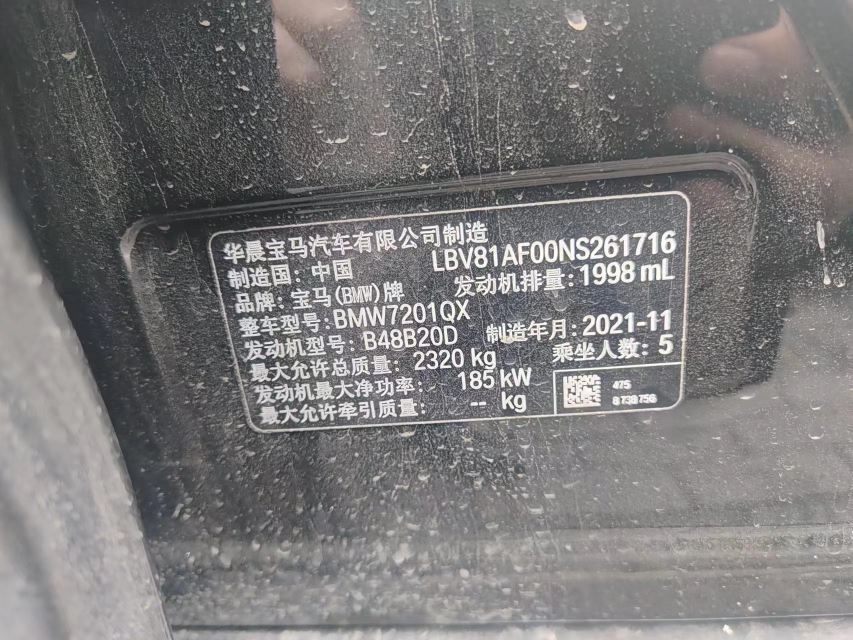 华晨宝马汽车有限公司制造
制造国：中国 LBV81AF00NS261716
品牌：宝马(BMW)牌 发动机排量：1998 mL
整车型号：BMW7201QX
发动机型号：B48B20D 制造年月：2021-11
最大允许总质量：2320 kg 乘坐人数：5
发动机最大净功率：185 kW
最大允许牵引质量：-- kg
475
8 738 756